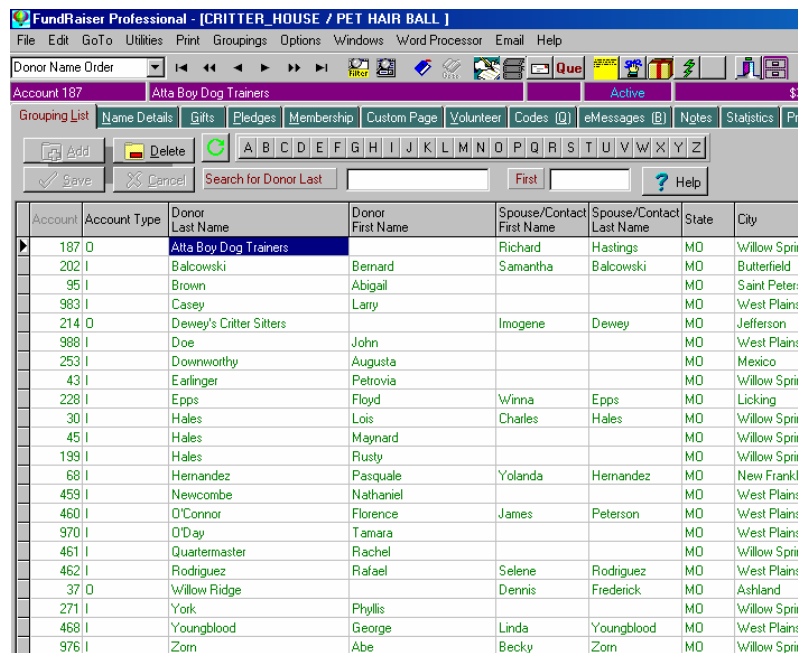 FundRaiser Professional - [CRITTER_HOUSE / PET HAIR BALL ]
File Edit GoTo Utilities Print Groupings Options Windows Word Processor Email Help
Donor Name Order Filter Que
Account 187 Atta Boy Dog Trainers Active
Grouping List Name Details Gifts Pledges Membership Custom Page Volunteer Codes (Q) eMessages (B) Notes Statistics
Add Delete A B C D E F G H I J K L M N O P Q R S T U V W X Y Z
Save Cancel Search for Donor Last First ? Help
Account Account Type Donor Last Name Donor First Name Spouse/Contact First Name Spouse/Contact Last Name State City
187 O Atta Boy Dog Trainers Richard Hastings MO Willow Spri
202 I Balcowski Bernard Samantha Balcowski MO Butterfield
95 I Brown Abigail MO Saint Peter
983 I Casey Larry MO West Plains
214 O Dewey's Critter Sitters Imogene Dewey MO Jefferson
988 I Doe John MO West Plains
253 I Downworthy Augusta MO Mexico
43 I Earlinger Petrovia MO Willow Spri
228 I Epps Floyd Winna Epps MO Licking
30 I Hales Lois Charles Hales MO Willow Spri
45 I Hales Maynard MO Willow Spri
199 I Hales Rusty MO Willow Spri
68 I Hernandez Pasquale Yolanda Hernandez MO New Frankl
459 I Newcombe Nathaniel MO West Plains
460 I O'Connor Florence James Peterson MO West Plains
970 I O'Day Tamara MO West Plains
461 I Quartermaster Rachel MO Willow Spri
462 I Rodriguez Rafael Selene Rodriguez MO West Plains
37 O Willow Ridge Dennis Frederick MO Ashland
271 I York Phyllis MO Willow Spri
468 I Youngblood George Linda Youngblood MO West Plains
976 I Zorn Abe Becky Zorn MO Willow Spri